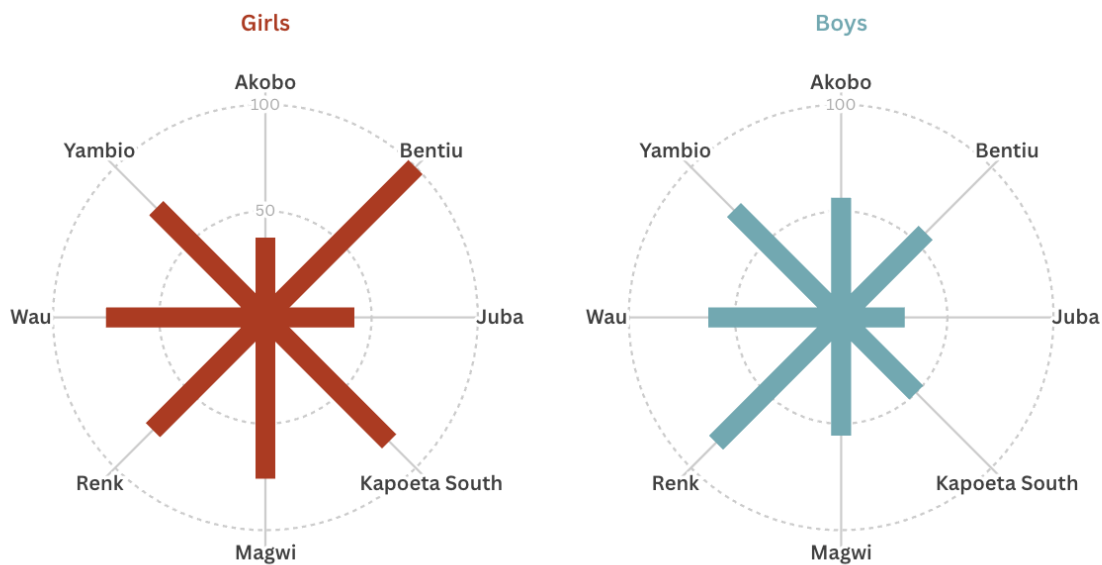 Girls
Akobo
100
Yambio
Bentiu
50
Wau
Juba
Renk
Kapoeta South
Magwi
Boys
Akobo
100
Yambio
Bentiu
Wau
Juba
Renk
Kapoeta South
Magwi